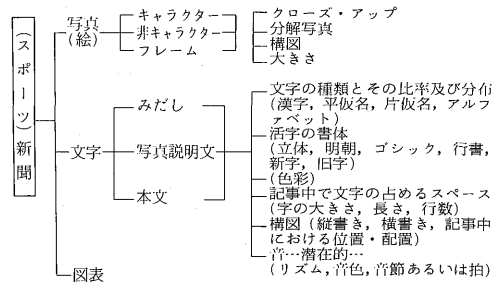 (スポーツ)新聞
写真
(絵)
キャラクター
非キャラクター
フレーム
クローズ・アップ
分解写真
構図
大きさ
文字
みだし
写真説明文
本文
文字の種類とその比率及び分布
(漢字, 平仮名, 片仮名, アルフ
ァベット)
活字の書体
(立体, 明朝, ゴシック, 行書,
新字, 旧字)
(色彩)
記事中で文字の占めるスペース
(字の大きさ, 長さ, 行数)
構図(縦書き, 横書き, 記事中
における位置・配置)
音…潜在的…
(リズム, 音色, 音節あるいは拍)
図表